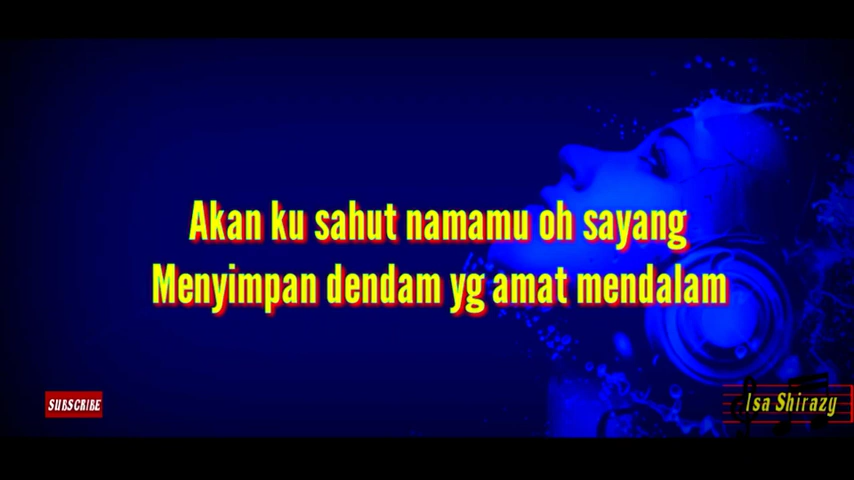 Akan ku sahut namamu oh sayang
Menyimpan dendam yg amat mendalam
SUBSCRIBE
Isa Shirazy